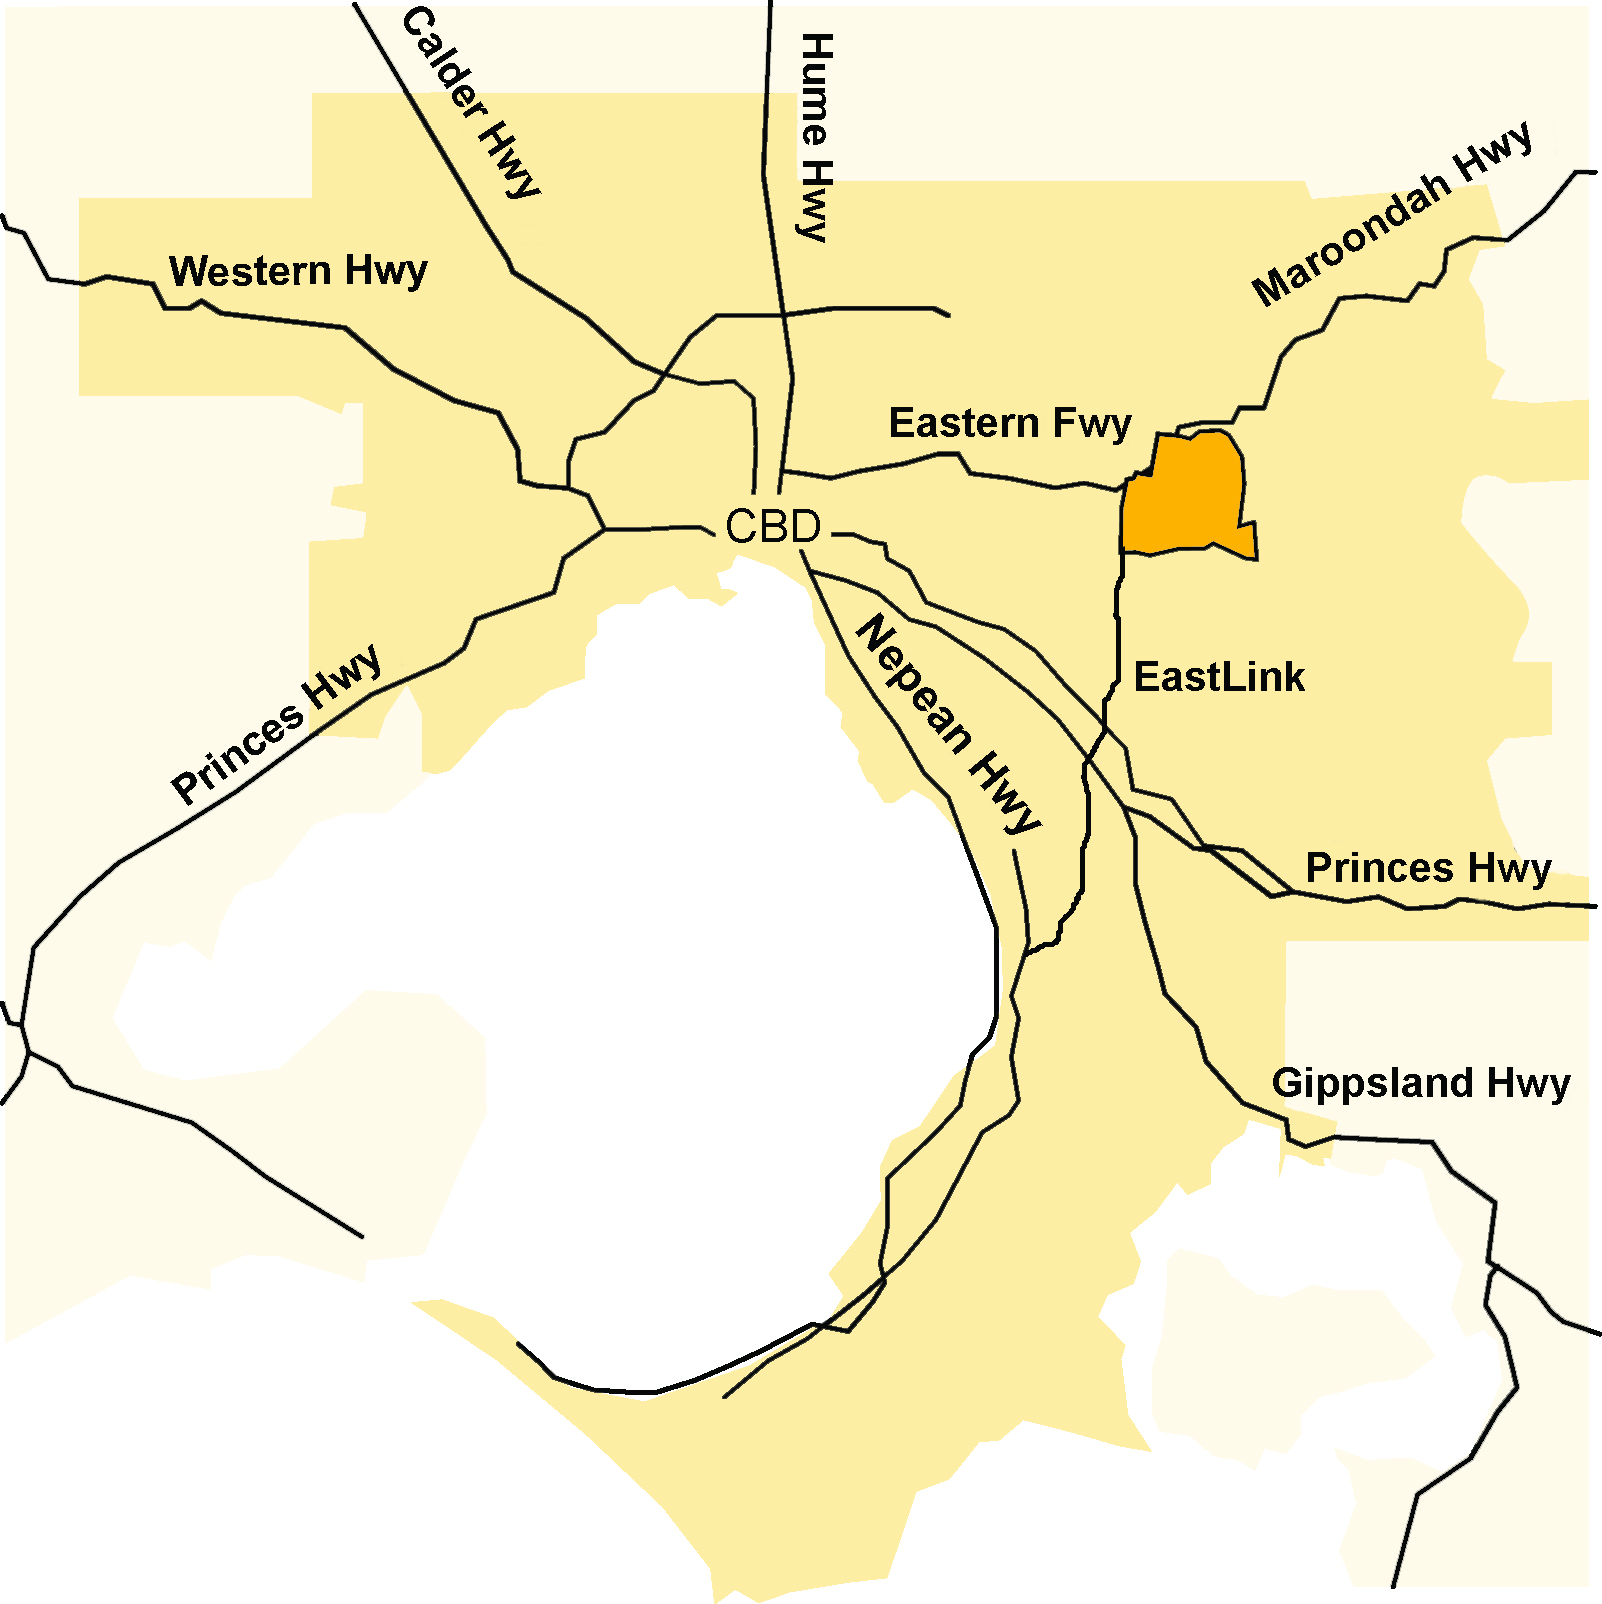 Calder Hwy
Hume Hwy
Maroondah Hwy
Western Hwy
Eastern Fwy
CBD
Princes Hwy
Nepean Hwy
EastLink
Princes Hwy
Gippsland Hwy